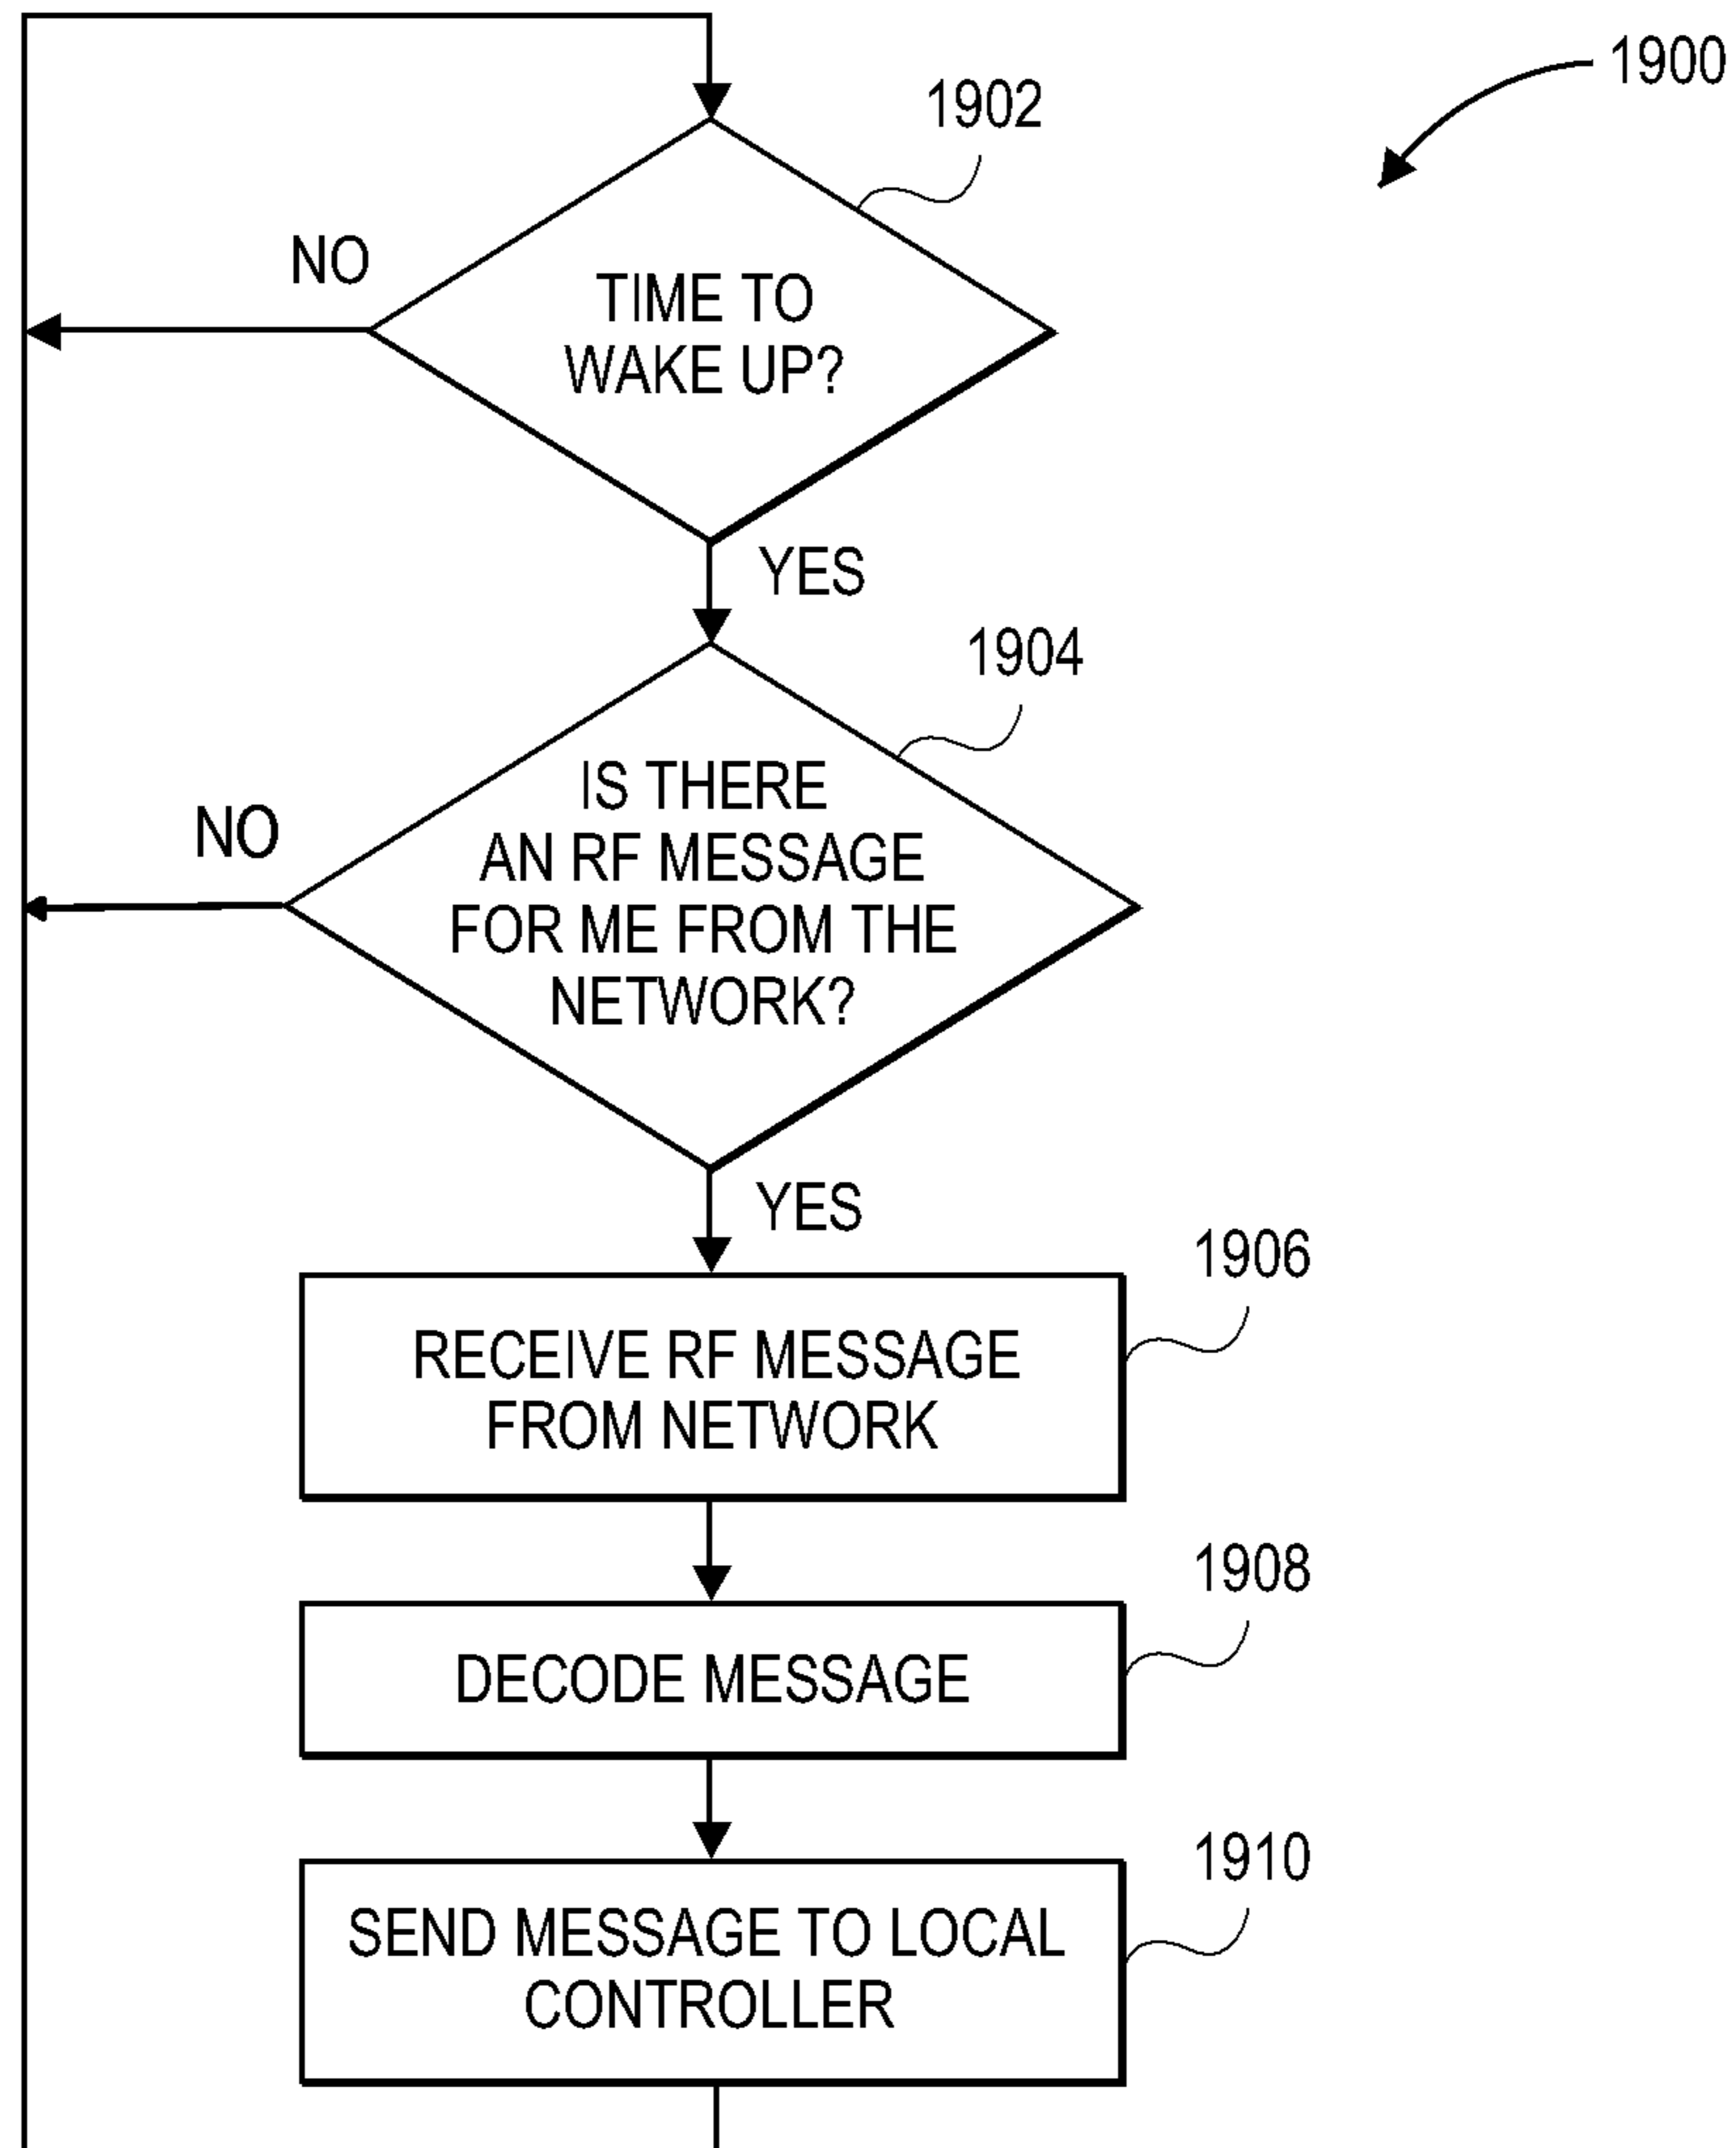 1900
1902
NO
TIME TO
WAKE UP?
YES
1904
NO
IS THERE
AN RF MESSAGE
FOR ME FROM THE
NETWORK?
YES
1906
RECEIVE RF MESSAGE
FROM NETWORK
1908
DECODE MESSAGE
1910
SEND MESSAGE TO LOCAL
CONTROLLER